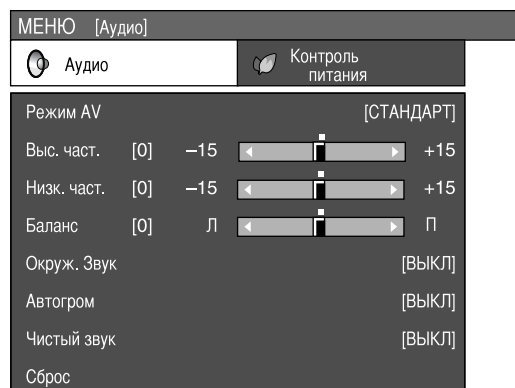 МЕНЮ [Аудио]
Аудио
Контроль
питания
Режим AV [СТАНДАРТ]
Выс. част. [0] –15 +15
Низк. част. [0] –15 +15
Баланс [0] Л П
Окруж. Звук [ВЫКЛ]
Автогром [ВЫКЛ]
Чистый звук [ВЫКЛ]
Сброс